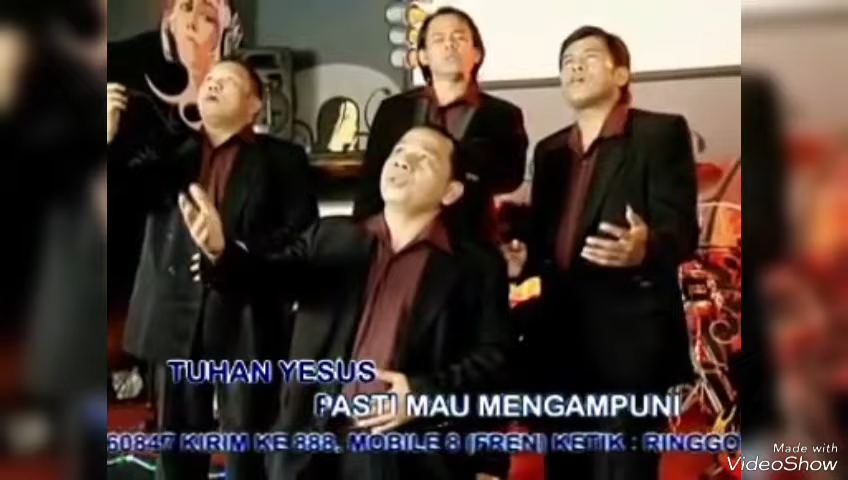 TUHAN YESUS
PASTI MAU MENGAMPUNI
60847 KIRIM KE 888, MOBILE 8 (FREN) KETIK : RINGGO
Made with
VideoShow